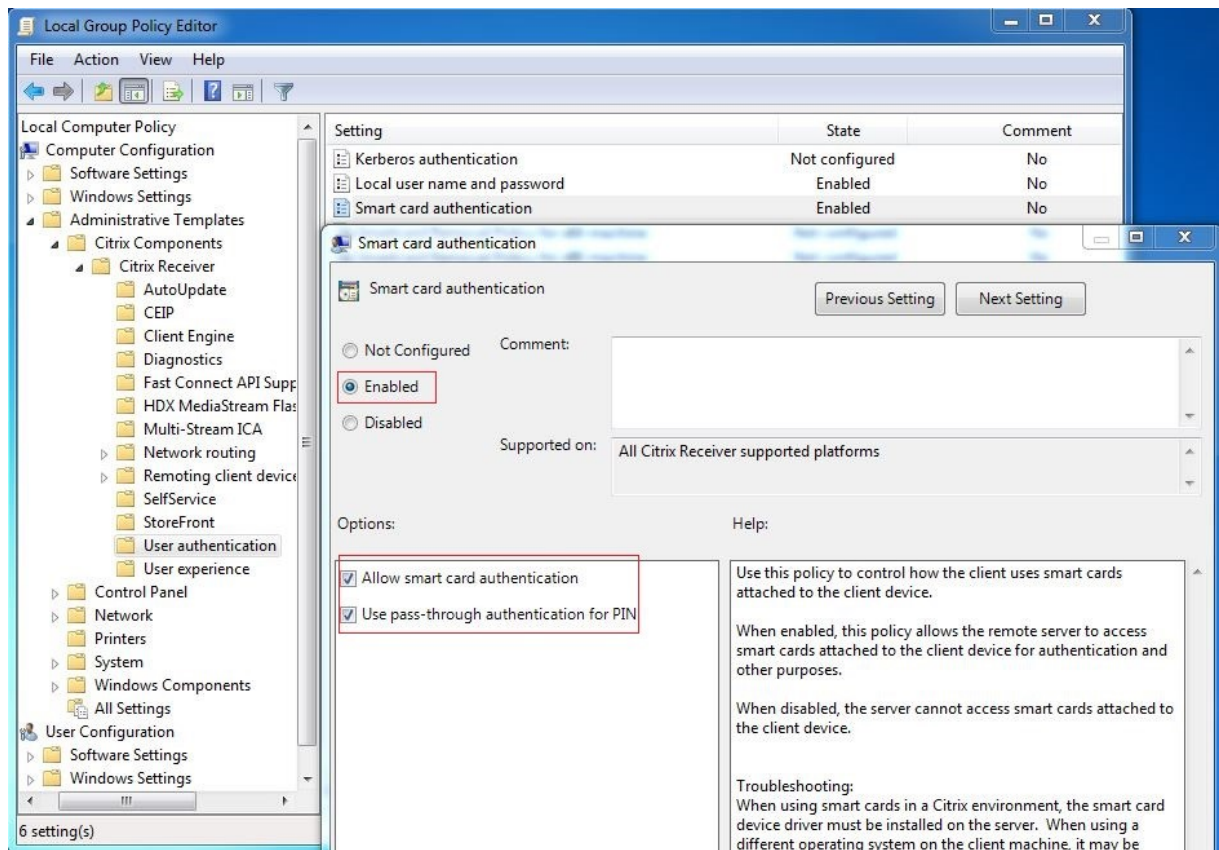 Local Group Policy Editor
File Action View Help
Local Computer Policy
Computer Configuration
Software Settings
Windows Settings
Administrative Templates
Citrix Components
Citrix Receiver
AutoUpdate
CEIP
Client Engine
Diagnostics
Fast Connect API Supp
HDX MediaStream Flas
Multi-Stream ICA
Network routing
Remoting client device
SelfService
StoreFront
User authentication
User experience
Control Panel
Network
Printers
System
Windows Components
All Settings
User Configuration
Software Settings
Windows Settings
6 setting(s)
Setting State Comment
Kerberos authentication Not configured No
Local user name and password Enabled No
Smart card authentication Enabled No
Smart card authentication
Smart card authentication
Previous Setting Next Setting
Not Configured
Comment:
Enabled
Disabled
Supported on:
All Citrix Receiver supported platforms
Options:
Help:
Allow smart card authentication
Use pass-through authentication for PIN
Use this policy to control how the client uses smart cards
attached to the client device.
When enabled, this policy allows the remote server to access
smart cards attached to the client device for authentication and
other purposes.
When disabled, the server cannot access smart cards attached to
the client device.
Troubleshooting:
When using smart cards in a Citrix environment, the smart card
device driver must be installed on the server. When using a
different operating system on the client machine, it may be